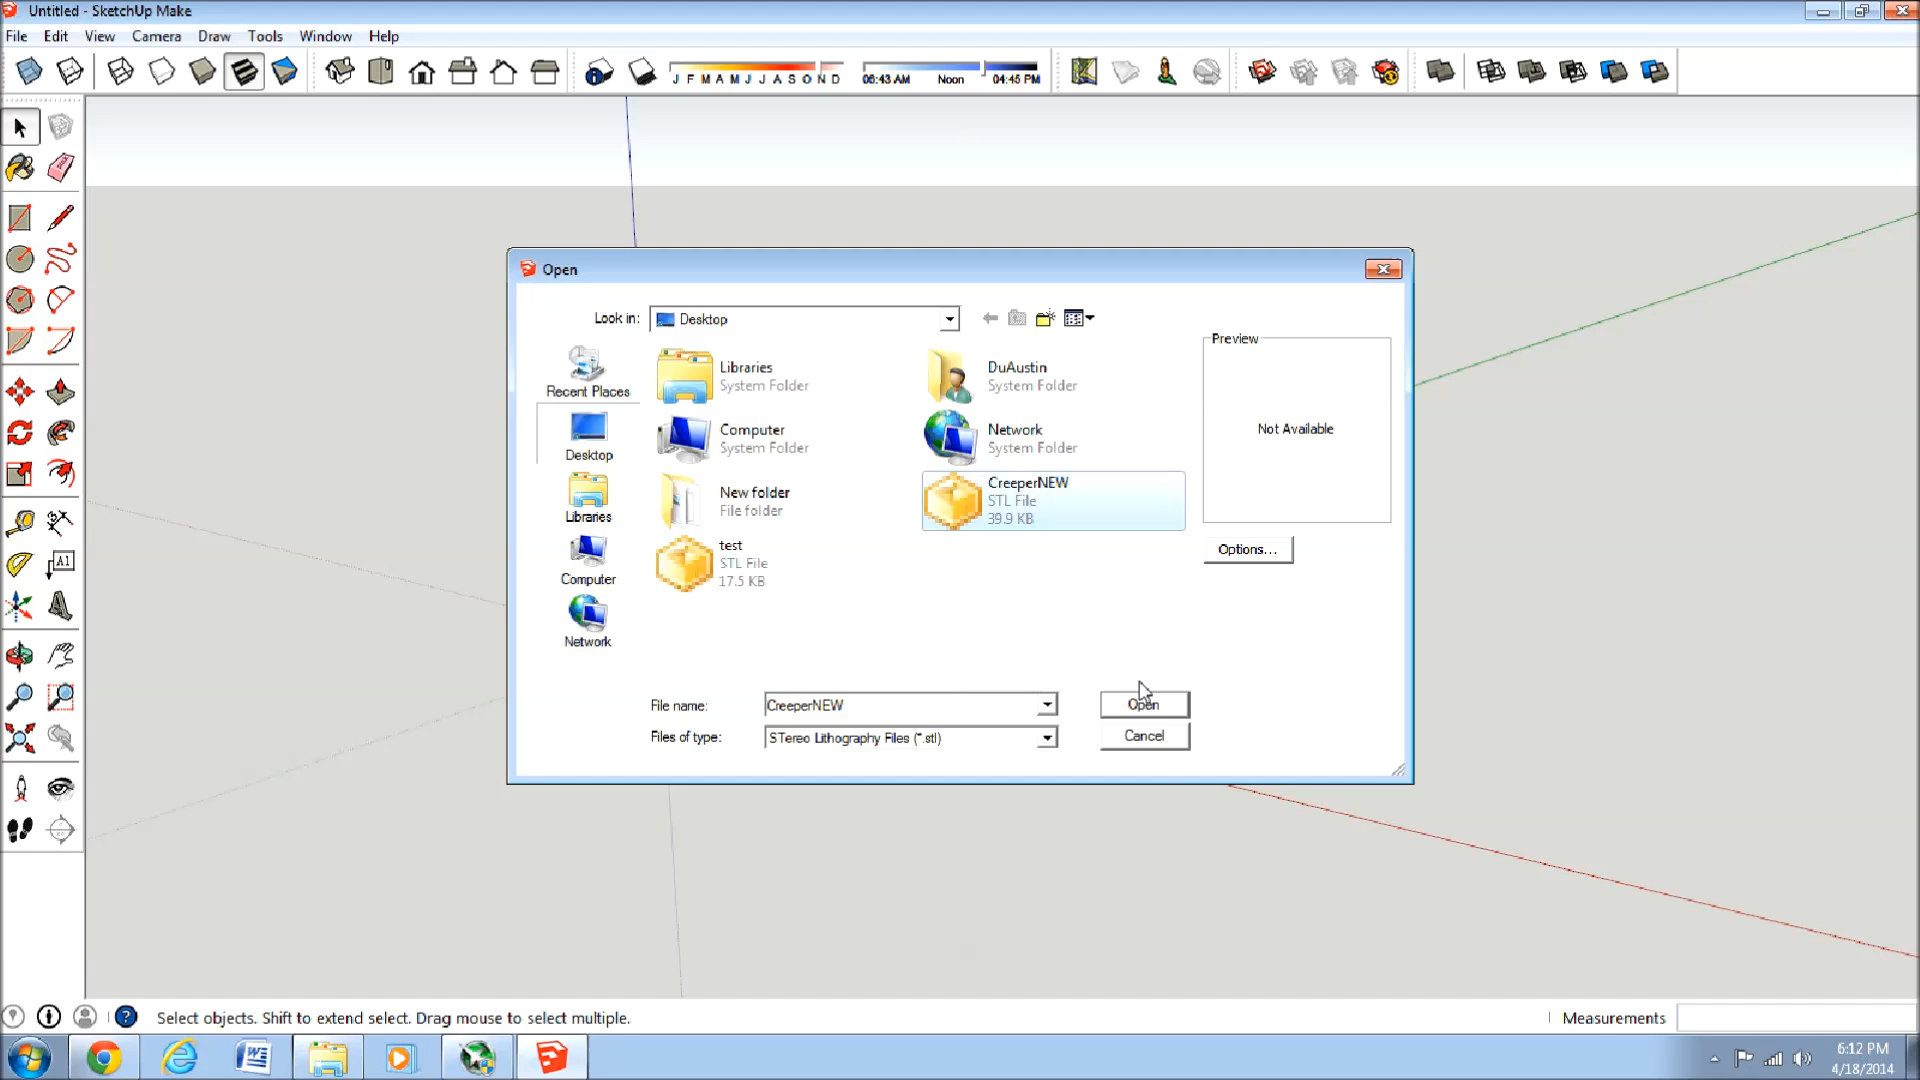 Untitled - SketchUp Make
File Edit View Camera Draw Tools Window Help
J F M A M J J A S O N D 06:43 AM Noon 04:45 PM
Open
Look in: Desktop
Preview
Not Available
Options...
Recent Places
Desktop
Libraries
Computer
Network
Libraries
System Folder
DuAustin
System Folder
Computer
System Folder
Network
System Folder
New folder
File folder
CreeperNEW
STL File
39.9 KB
test
STL File
17.5 KB
File name: CreeperNEW Open
Files of type: STereo Lithography Files (*.stl) Cancel
A1
Select objects. Shift to extend select. Drag mouse to select multiple. Measurements
6:12 PM
4/18/2014